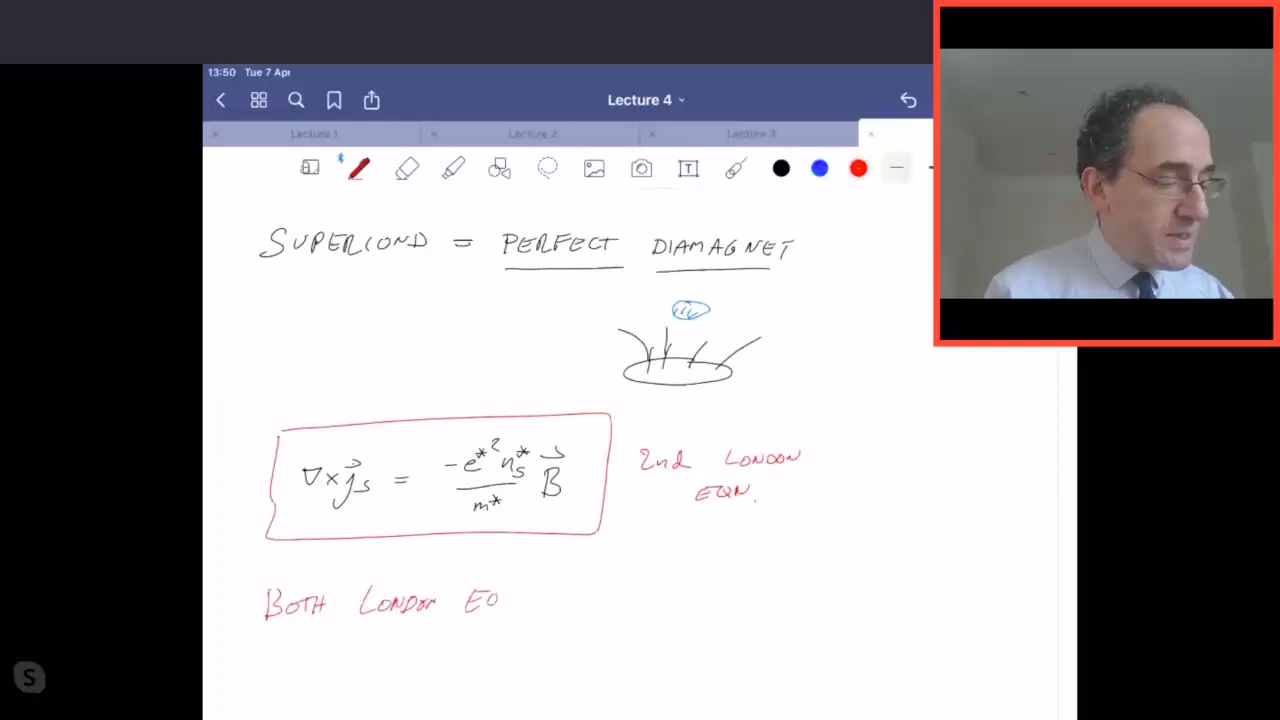 13:50 Tue 7 Apr
Lecture 4
Lecture 1
Lecture 2
Lecture 3
T
SUPERCOND = PERFECT DIAMAGNET
∇×j⃗s = -e*² ns* / m* B⃗
2nd LONDON
EQN.
BOTH LONDON EQ
S